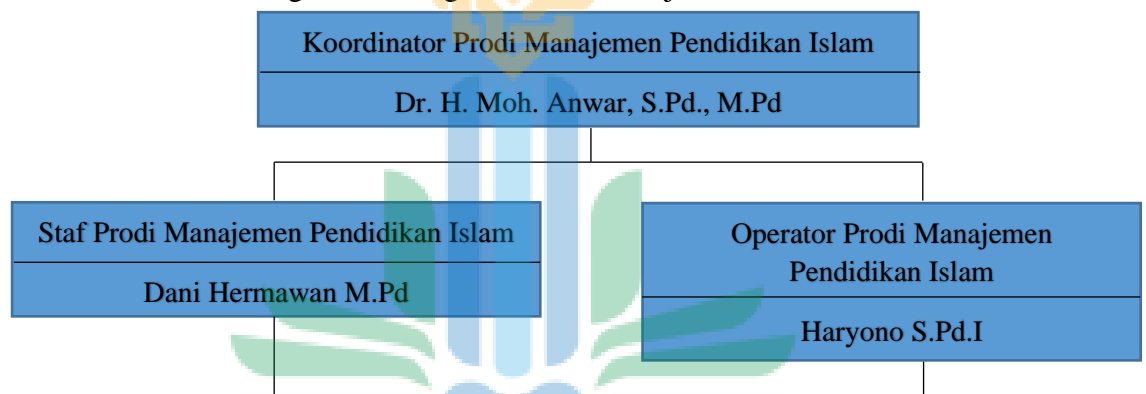 Koordinator Prodi Manajemen Pendidikan Islam
Dr. H. Moh. Anwar, S.Pd., M.Pd
Staf Prodi Manajemen Pendidikan Islam
Dani Hermawan M.Pd
Operator Prodi Manajemen
Pendidikan Islam
Haryono S.Pd.I